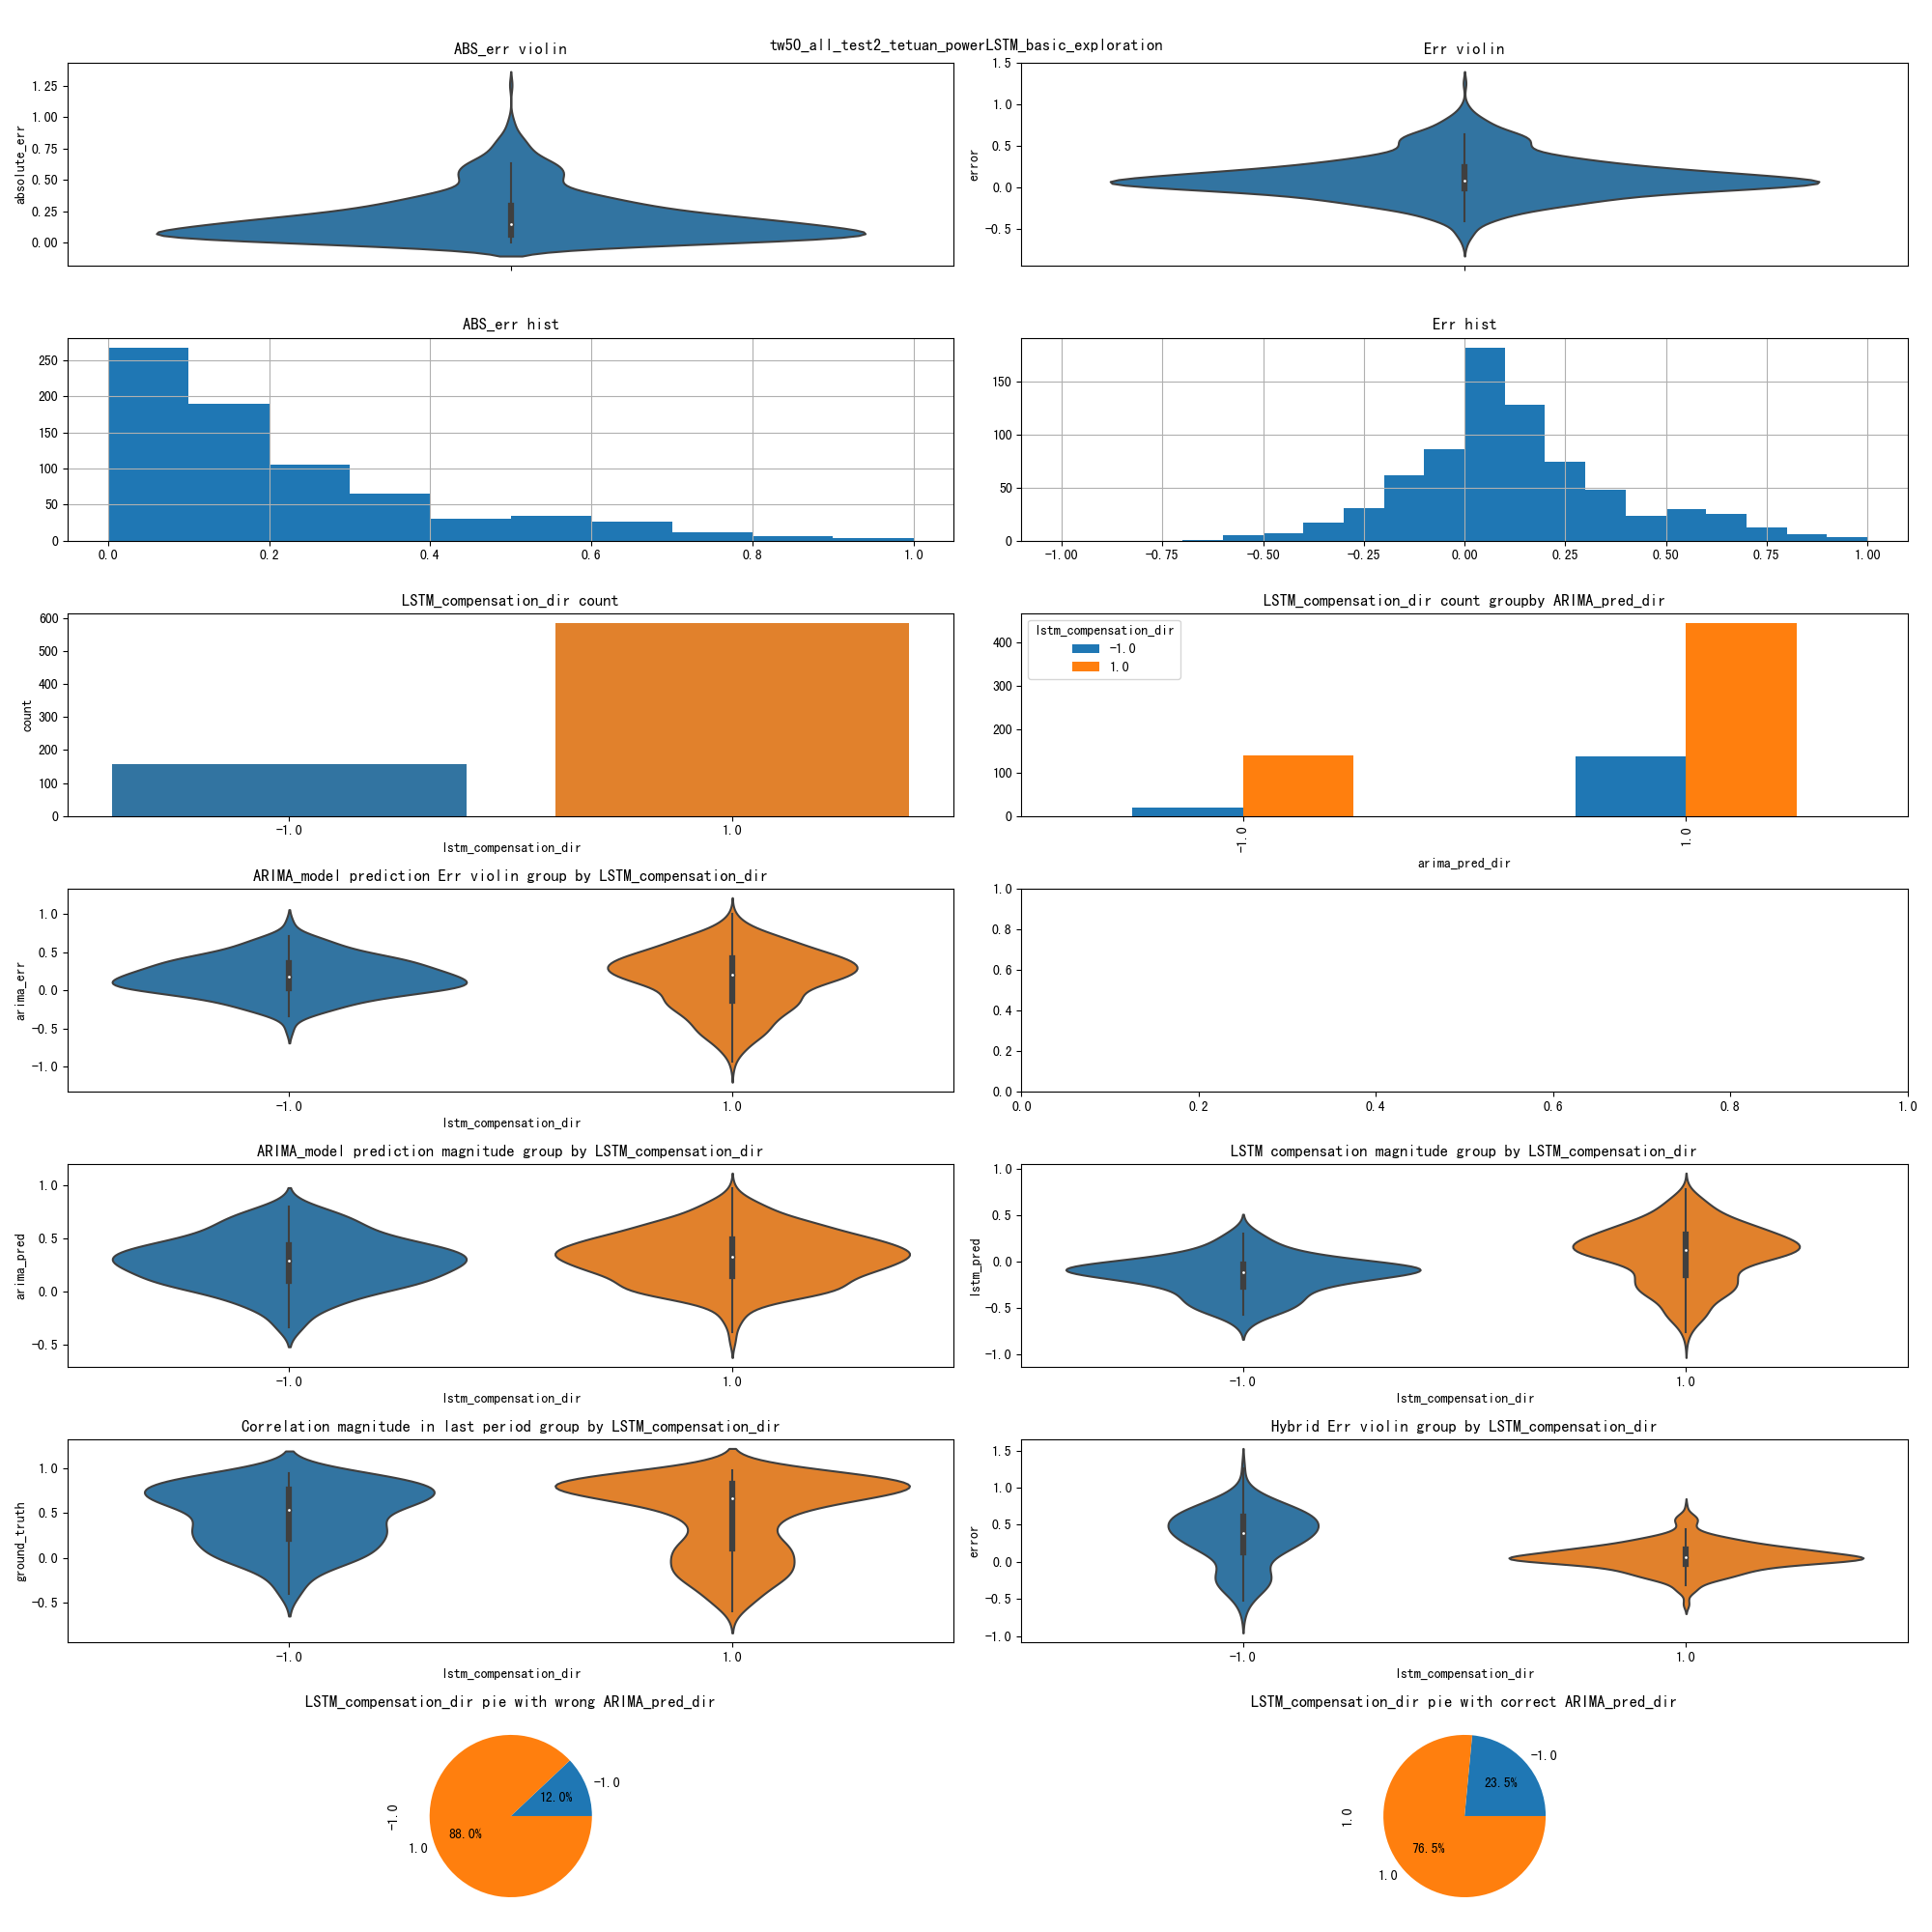 tw50_all_test2_tetuan_powerLSTM_basic_exploration
ABS_err violin
absolute_err
1.25
1.00
0.75
0.50
0.25
0.00
Err violin
error
1.5
1.0
0.5
0.0
-0.5
ABS_err hist
250
200
150
100
50
0
0.0 0.2 0.4 0.6 0.8 1.0
Err hist
150
100
50
0
-1.00 -0.75 -0.50 -0.25 0.00 0.25 0.50 0.75 1.00
LSTM_compensation_dir count
count
600
500
400
300
200
100
0
-1.0 1.0
lstm_compensation_dir
LSTM_compensation_dir count groupby ARIMA_pred_dir
lstm_compensation_dir
-1.0
1.0
400
300
200
100
0
-1.0 1.0
arima_pred_dir
ARIMA_model prediction Err violin group by LSTM_compensation_dir
arima_err
1.0
0.5
0.0
-0.5
-1.0
-1.0 1.0
lstm_compensation_dir
1.0
0.8
0.6
0.4
0.2
0.0
0.0 0.2 0.4 0.6 0.8 1.0
ARIMA_model prediction magnitude group by LSTM_compensation_dir
arima_pred
1.0
0.5
0.0
-0.5
-1.0 1.0
lstm_compensation_dir
LSTM compensation magnitude group by LSTM_compensation_dir
lstm_pred
1.0
0.5
0.0
-0.5
-1.0
-1.0 1.0
lstm_compensation_dir
Correlation magnitude in last period group by LSTM_compensation_dir
ground_truth
1.0
0.5
0.0
-0.5
-1.0 1.0
lstm_compensation_dir
Hybrid Err violin group by LSTM_compensation_dir
error
1.5
1.0
0.5
0.0
-0.5
-1.0
-1.0 1.0
lstm_compensation_dir
LSTM_compensation_dir pie with wrong ARIMA_pred_dir
-1.0
12.0%
-1.0
88.0%
1.0
LSTM_compensation_dir pie with correct ARIMA_pred_dir
-1.0
23.5%
1.0
76.5%
1.0